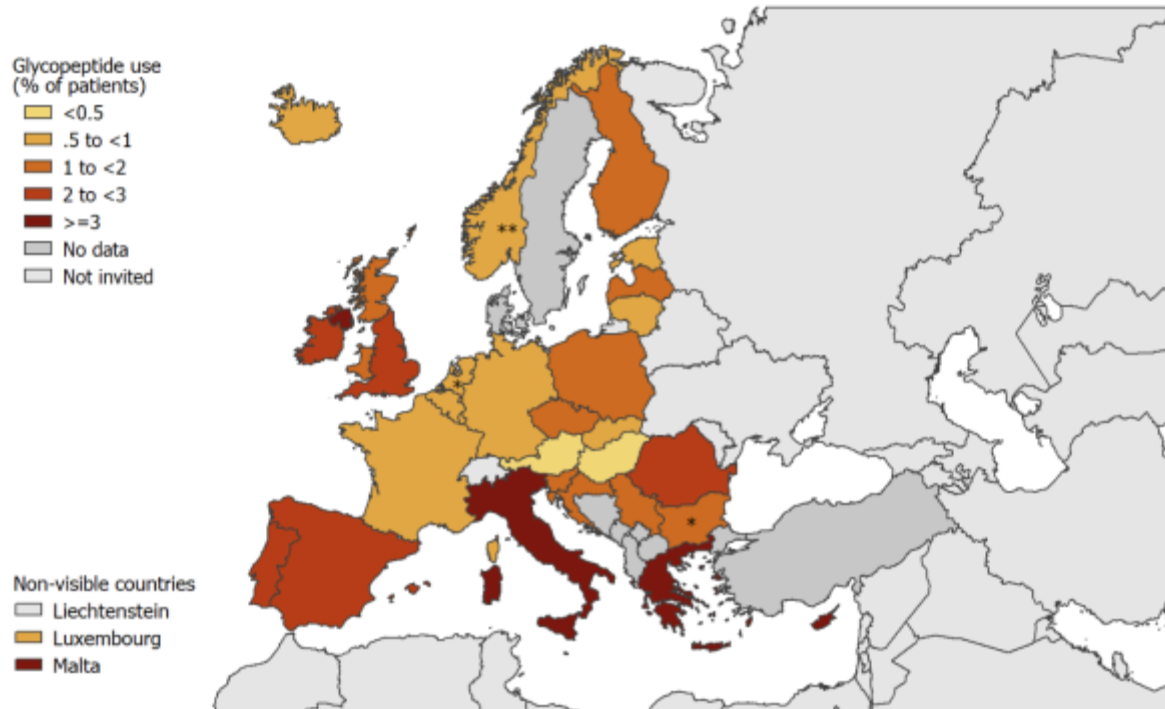 Glycopeptide use
(% of patients)
<0.5
.5 to <1
1 to <2
2 to <3
>=3
No data
Not invited
**
*
*
Non-visible countries
Liechtenstein
Luxembourg
Malta